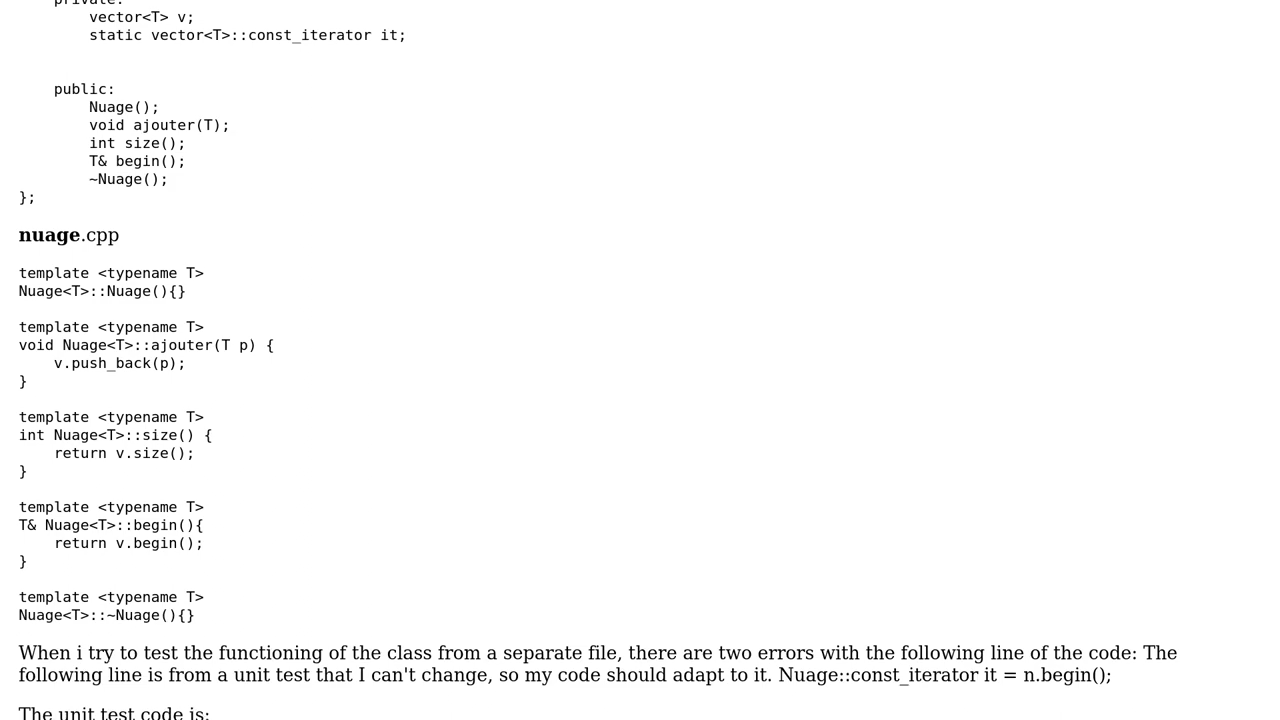 private:
        vector<T> v;
        static vector<T>::const_iterator it;


    public:
        Nuage();
        void ajouter(T);
        int size();
        T& begin();
        ~Nuage();
};
nuage.cpp
template <typename T>
Nuage<T>::Nuage(){}

template <typename T>
void Nuage<T>::ajouter(T p) {
    v.push_back(p);
}

template <typename T>
int Nuage<T>::size() {
    return v.size();
}

template <typename T>
T& Nuage<T>::begin(){
    return v.begin();
}

template <typename T>
Nuage<T>::~Nuage(){}
When i try to test the functioning of the class from a separate file, there are two errors with the following line of the code: The
following line is from a unit test that I can't change, so my code should adapt to it. Nuage::const_iterator it = n.begin();
The unit test code is: